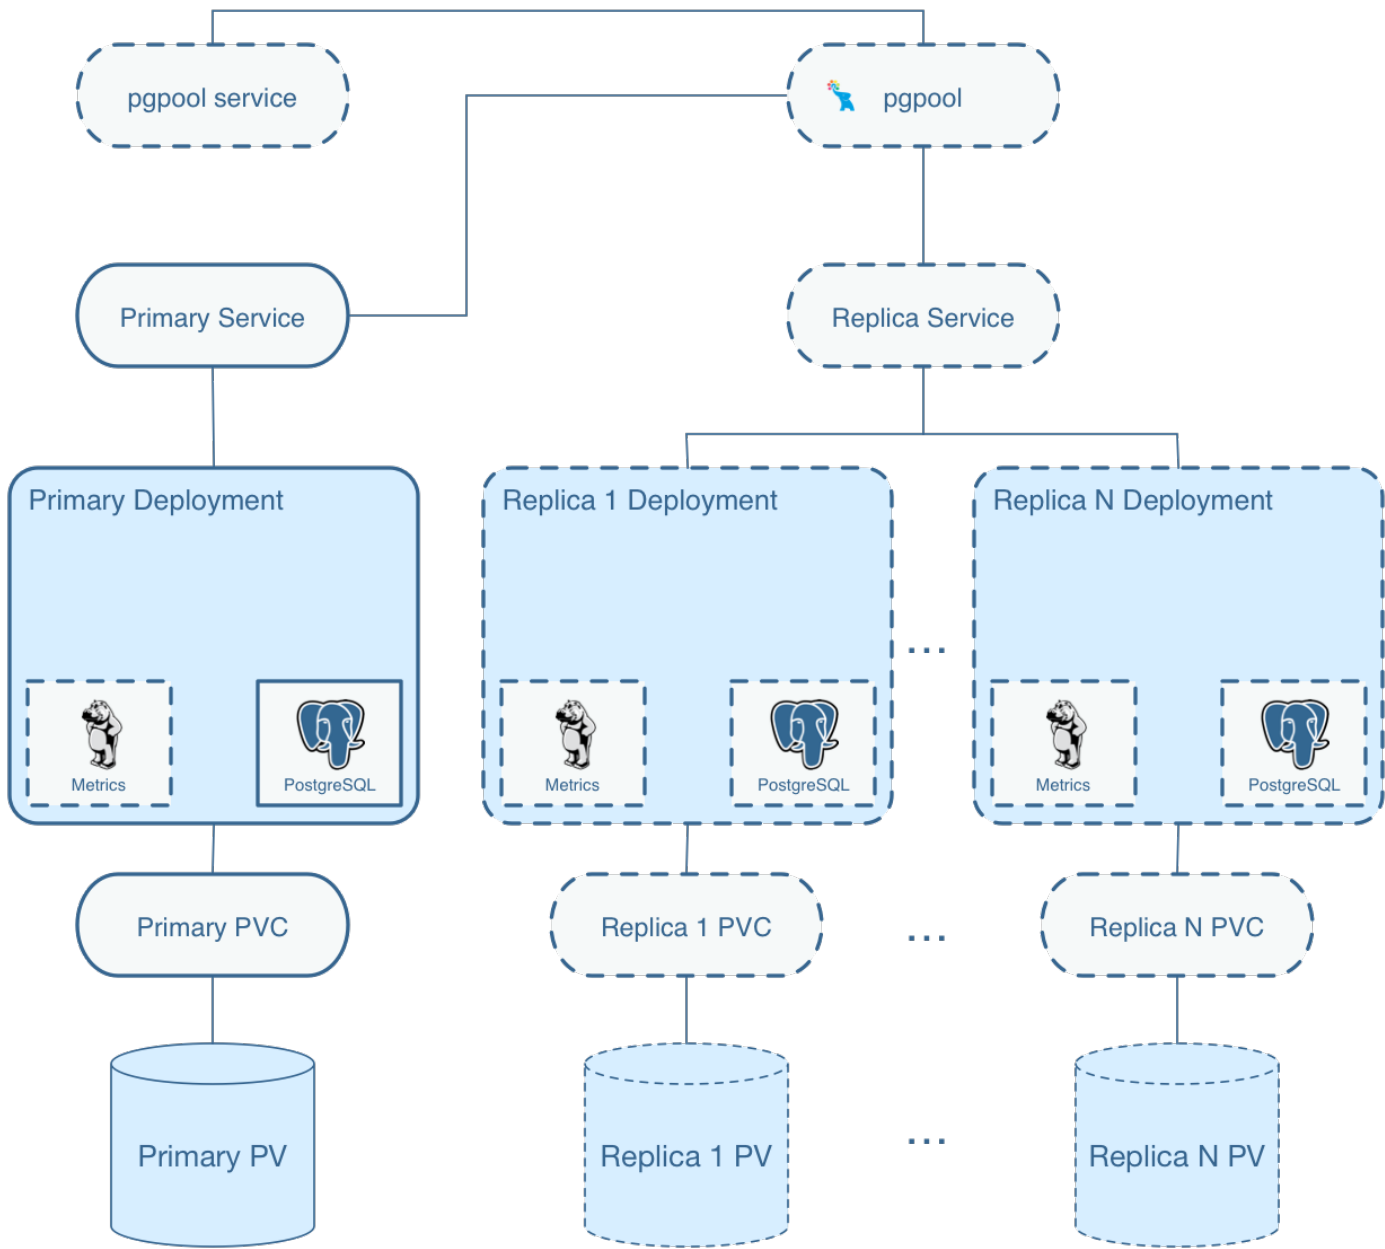 pgpool service
pgpool
Primary Service
Replica Service
Primary Deployment
Replica 1 Deployment
Replica N Deployment
...
Metrics
PostgreSQL
Metrics
PostgreSQL
Metrics
PostgreSQL
Primary PVC
Replica 1 PVC
...
Replica N PVC
Primary PV
Replica 1 PV
...
Replica N PV